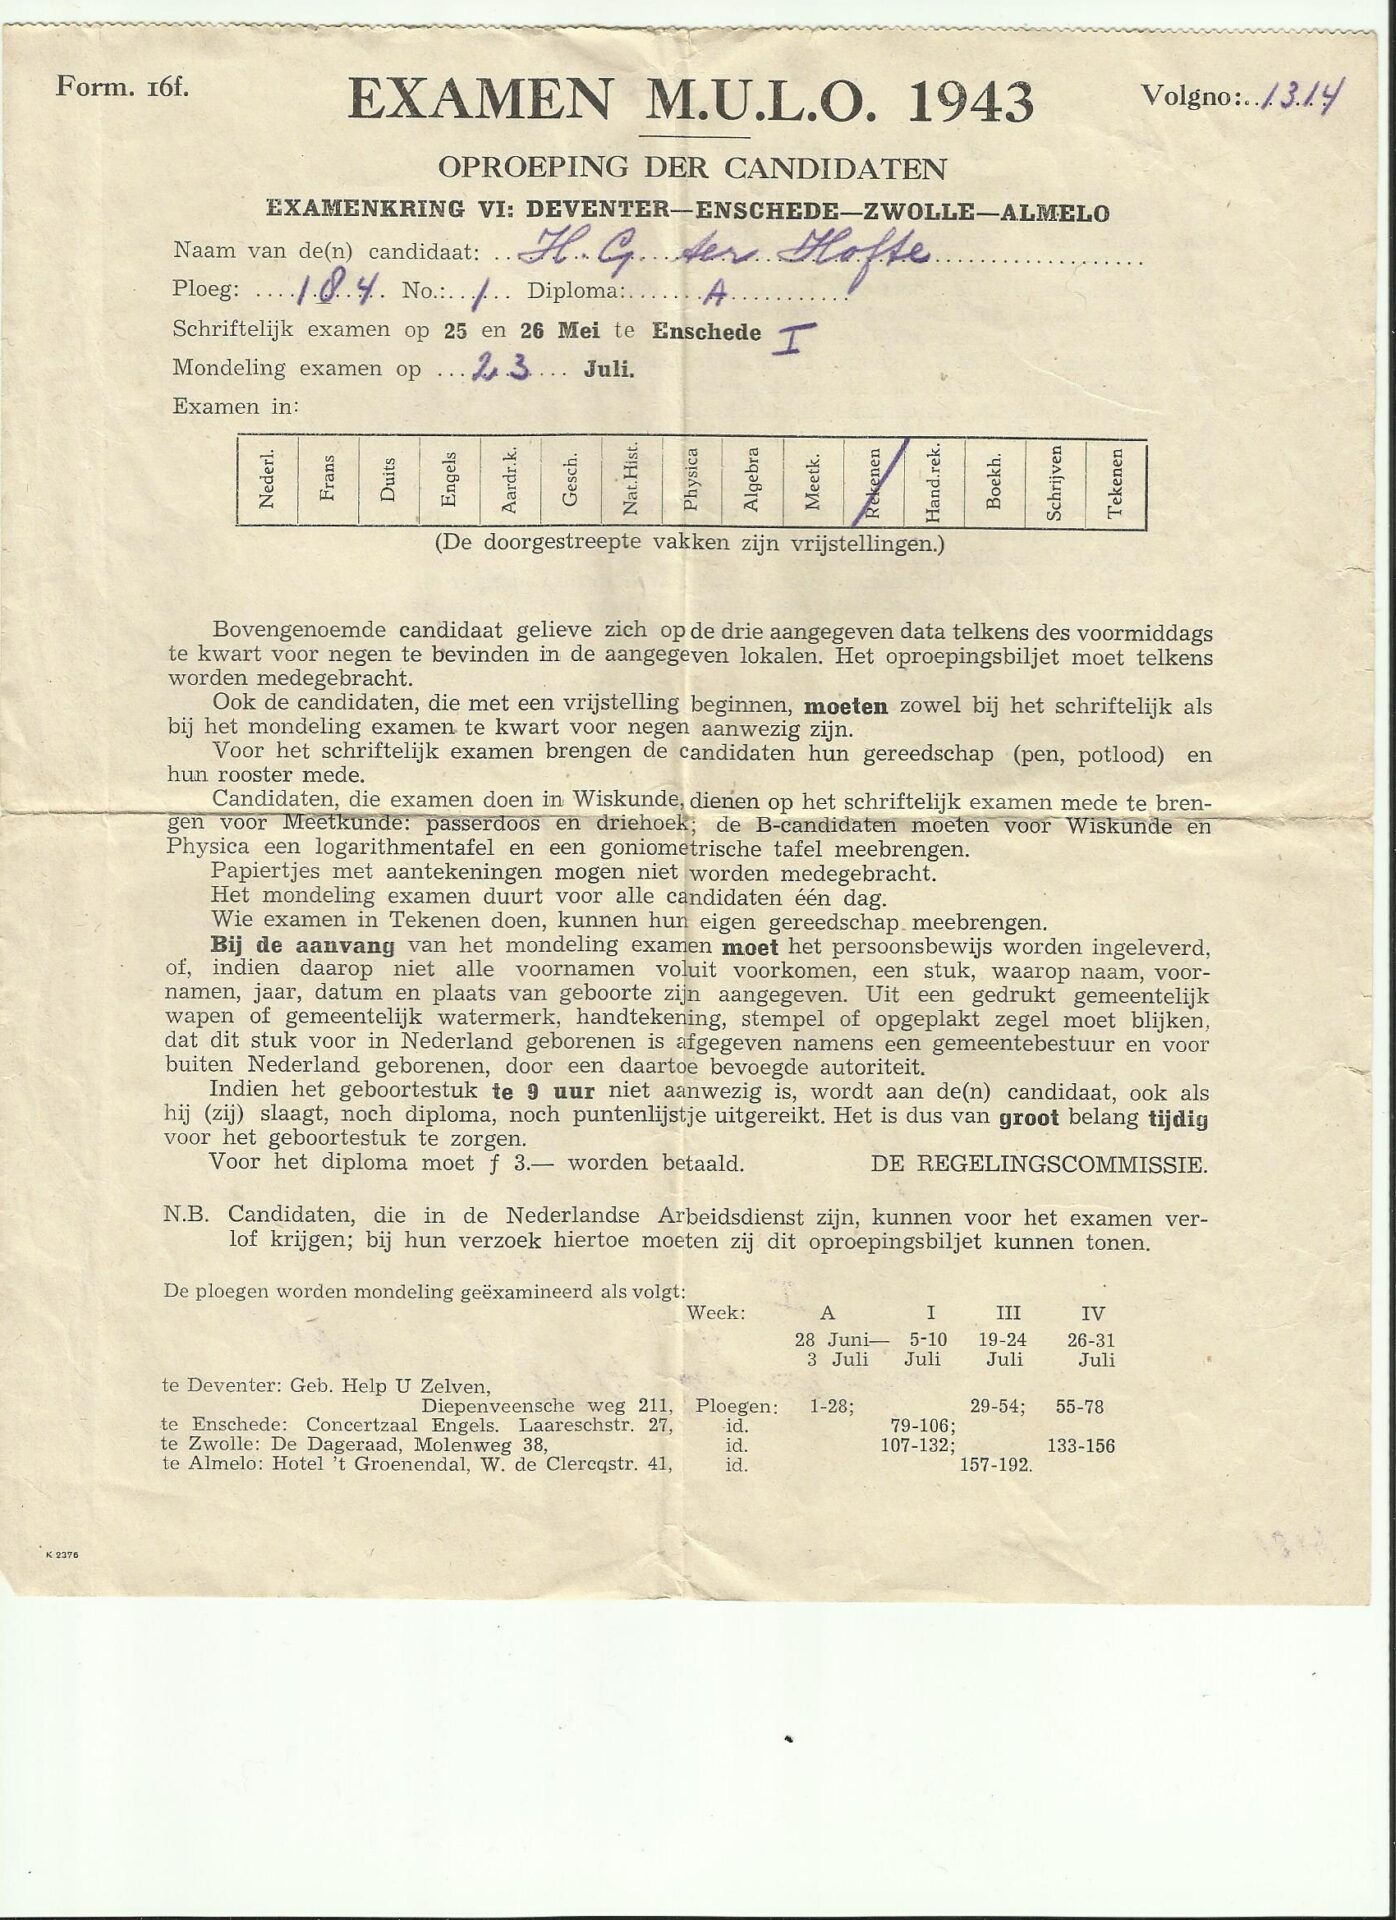 Form. 16f.
EXAMEN M.U.L.O. 1943
Volgno: 1314
OPROEPING DER CANDIDATEN
EXAMENKRING VI: DEVENTER—ENSCHEDE—ZWOLLE—ALMELO
Naam van de(n) candidaat: H. G. ter Hofte
Ploeg: 184 No.: 1 Diploma: A
Schriftelijk examen op 25 en 26 Mei te Enschede I
Mondeling examen op 23 Juli.
Examen in:
Nederl. Frans Duits Engels Aardr.k. Gesch. Nat.Hist. Physica Algebra Meetk. Rekenen Hand.rek. Boekh. Schrijven Tekenen
(De doorgestreepte vakken zijn vrijstellingen.)
Bovengenoemde candidaat gelieve zich op de drie aangegeven data telkens des voormiddags
te kwart voor negen te bevinden in de aangegeven lokalen. Het oproepingsbiljet moet telkens
worden medegebracht.
Ook de candidaten, die met een vrijstelling beginnen, moeten zowel bij het schriftelijk als
bij het mondeling examen te kwart voor negen aanwezig zijn.
Voor het schriftelijk examen brengen de candidaten hun gereedschap (pen, potlood) en
hun rooster mede.
Candidaten, die examen doen in Wiskunde, dienen op het schriftelijk examen mede te bren-
gen voor Meetkunde: passerdoos en driehoek; de B-candidaten moeten voor Wiskunde en
Physica een logarithmentafel en een goniometrische tafel meebrengen.
Papiertjes met aantekeningen mogen niet worden medegebracht.
Het mondeling examen duurt voor alle candidaten één dag.
Wie examen in Tekenen doen, kunnen hun eigen gereedschap meebrengen.
Bij de aanvang van het mondeling examen moet het persoonsbewijs worden ingeleverd,
of, indien daarop niet alle voornamen voluit voorkomen, een stuk, waarop naam, voor-
namen, jaar, datum en plaats van geboorte zijn aangegeven. Uit een gedrukt gemeentelijk
wapen of gemeentelijk watermerk, handtekening, stempel of opgeplakt zegel moet blijken,
dat dit stuk voor in Nederland geborenen is afgegeven namens een gemeentebestuur en voor
buiten Nederland geborenen, door een daartoe bevoegde autoriteit.
Indien het geboortestuk te 9 uur niet aanwezig is, wordt aan de(n) candidaat, ook als
hij (zij) slaagt, noch diploma, noch puntenlijstje uitgereikt. Het is dus van groot belang tijdig
voor het geboortestuk te zorgen.
Voor het diploma moet f 3.— worden betaald. DE REGELINGSCOMMISSIE.
N.B. Candidaten, die in de Nederlandse Arbeidsdienst zijn, kunnen voor het examen ver-
lof krijgen; bij hun verzoek hiertoe moeten zij dit oproepingsbiljet kunnen tonen.
De ploegen worden mondeling geëxamineerd als volgt:
Week: A I III IV
28 Juni— 5-10 19-24 26-31
3 Juli Juli Juli Juli
te Deventer: Geb. Help U Zelven,
Diepenveensche weg 211, Ploegen: 1-28; 29-54; 55-78
te Enschede: Concertzaal Engels. Laareschstr. 27, id. 79-106;
te Zwolle: De Dageraad, Molenweg 38, id. 107-132; 133-156
te Almelo: Hotel 't Groenendal, W. de Clercqstr. 41, id. 157-192.
K 2376